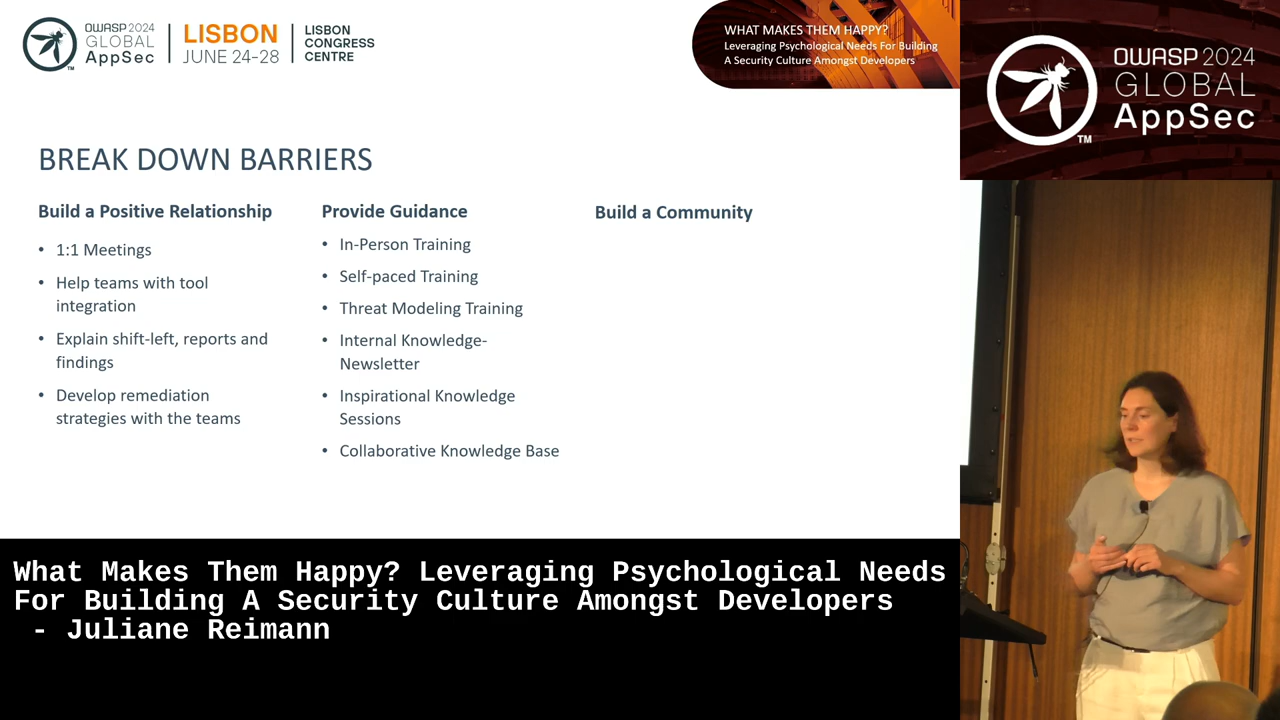 OWASP 2024
GLOBAL
AppSec
TM
LISBON
JUNE 24-28
LISBON
CONGRESS
CENTRE
WHAT MAKES THEM HAPPY?
Leveraging Psychological Needs For Building
A Security Culture Amongst Developers
OWASP 2024
GLOBAL
AppSec
TM
BREAK DOWN BARRIERS
Build a Positive Relationship
• 1:1 Meetings
• Help teams with tool
integration
• Explain shift-left, reports and
findings
• Develop remediation
strategies with the teams
Provide Guidance
• In-Person Training
• Self-paced Training
• Threat Modeling Training
• Internal Knowledge-
Newsletter
• Inspirational Knowledge
Sessions
• Collaborative Knowledge Base
Build a Community
What Makes Them Happy? Leveraging Psychological Needs
For Building A Security Culture Amongst Developers
- Juliane Reimann